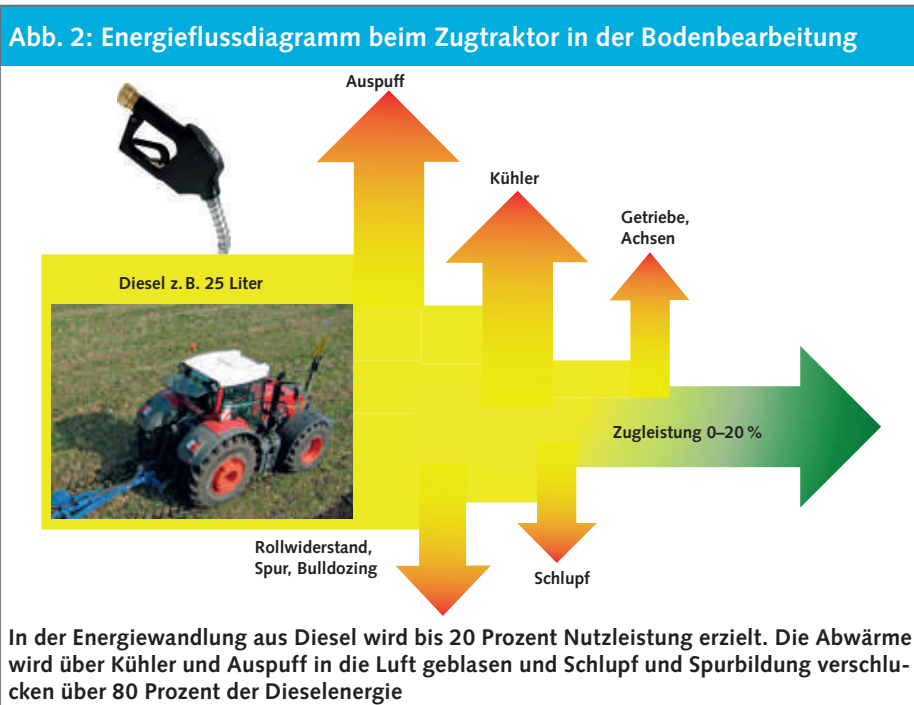 Abb. 2: Energieflussdiagramm beim Zugtraktor in der Bodenbearbeitung
Auspuff
Kühler
Getriebe,
Achsen
Diesel z. B. 25 Liter
Zugleistung 0–20 %
Rollwiderstand,
Spur, Bulldozing
Schlupf
In der Energiewandlung aus Diesel wird bis 20 Prozent Nutzleistung erzielt. Die Abwärme
wird über Kühler und Auspuff in die Luft geblasen und Schlupf und Spurbildung verschlu-
cken über 80 Prozent der Dieselenergie